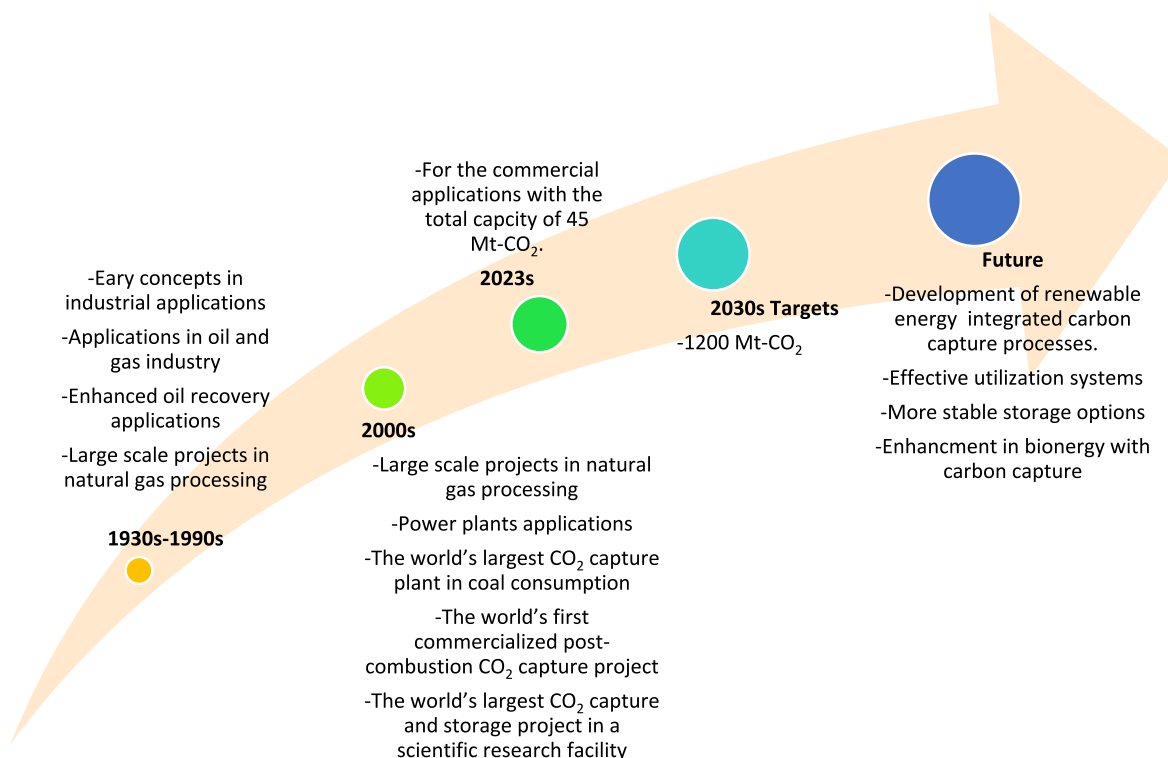 -Eary concepts in
industrial applications
-Applications in oil and
gas industry
-Enhanced oil recovery
applications
-Large scale projects in
natural gas processing
1930s-1990s
2000s
-Large scale projects in natural
gas processing
-Power plants applications
-The world’s largest CO₂ capture
plant in coal consumption
-The world’s first
commercialized post-
combustion CO₂ capture project
-The world’s largest CO₂ capture
and storage project in a
scientific research facility
-For the commercial
applications with the
total capcity of 45
Mt-CO₂.
2023s
2030s Targets
-1200 Mt-CO₂
Future
-Development of renewable
energy  integrated carbon
capture processes.
-Effective utilization systems
-More stable storage options
-Enhancment in bionergy with
carbon capture